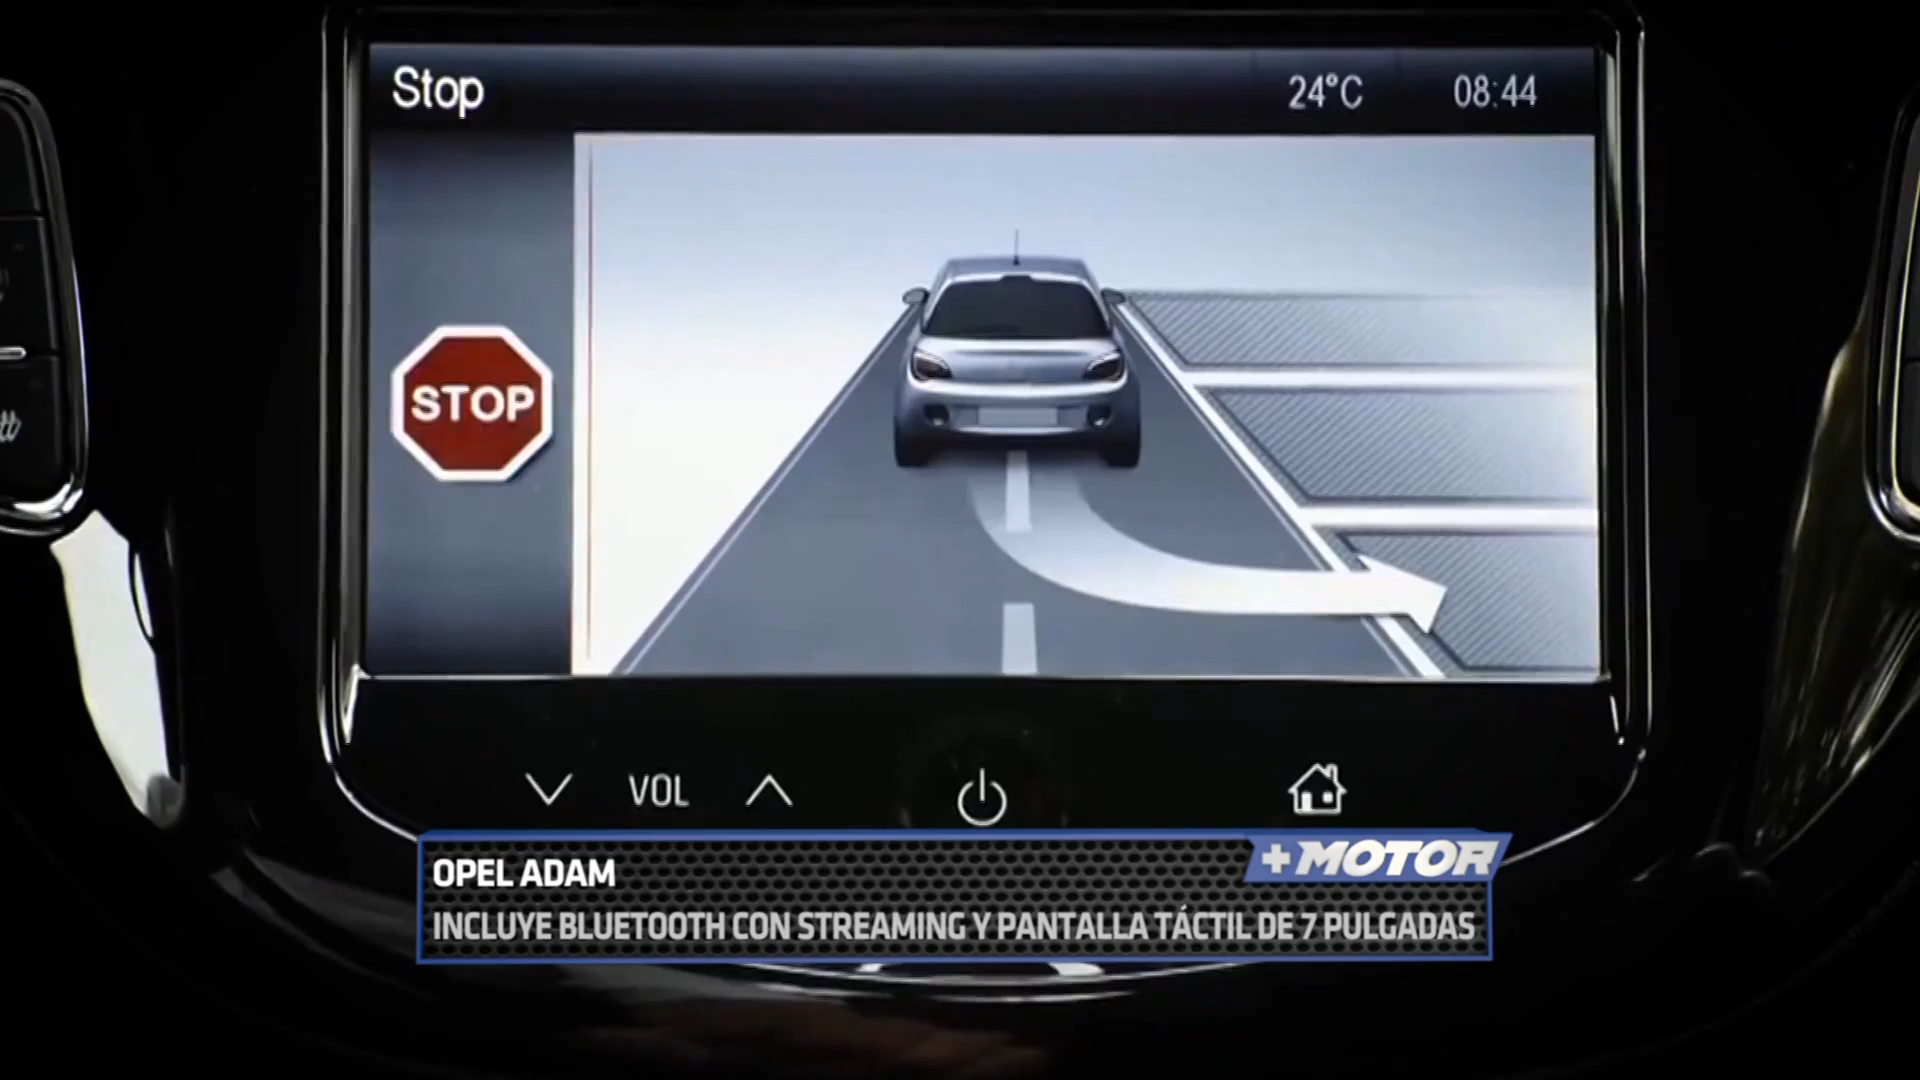 Stop
24°C
08:44
STOP
VOL
+MOTOR
OPEL ADAM
INCLUYE BLUETOOTH CON STREAMING Y PANTALLA TÁCTIL DE 7 PULGADAS